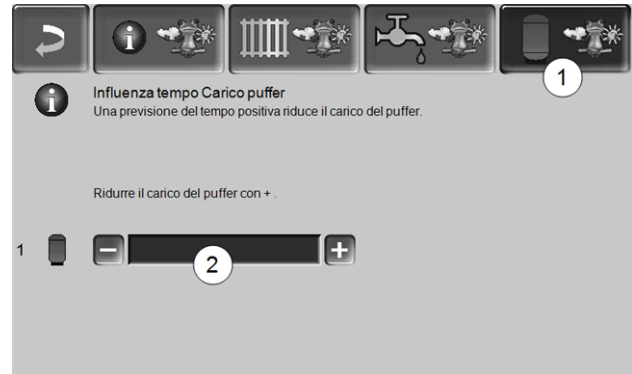 1
Influenza tempo Carico puffer
Una previsione del tempo positiva riduce il carico del puffer.
Ridurre il carico del puffer con + .
1
2